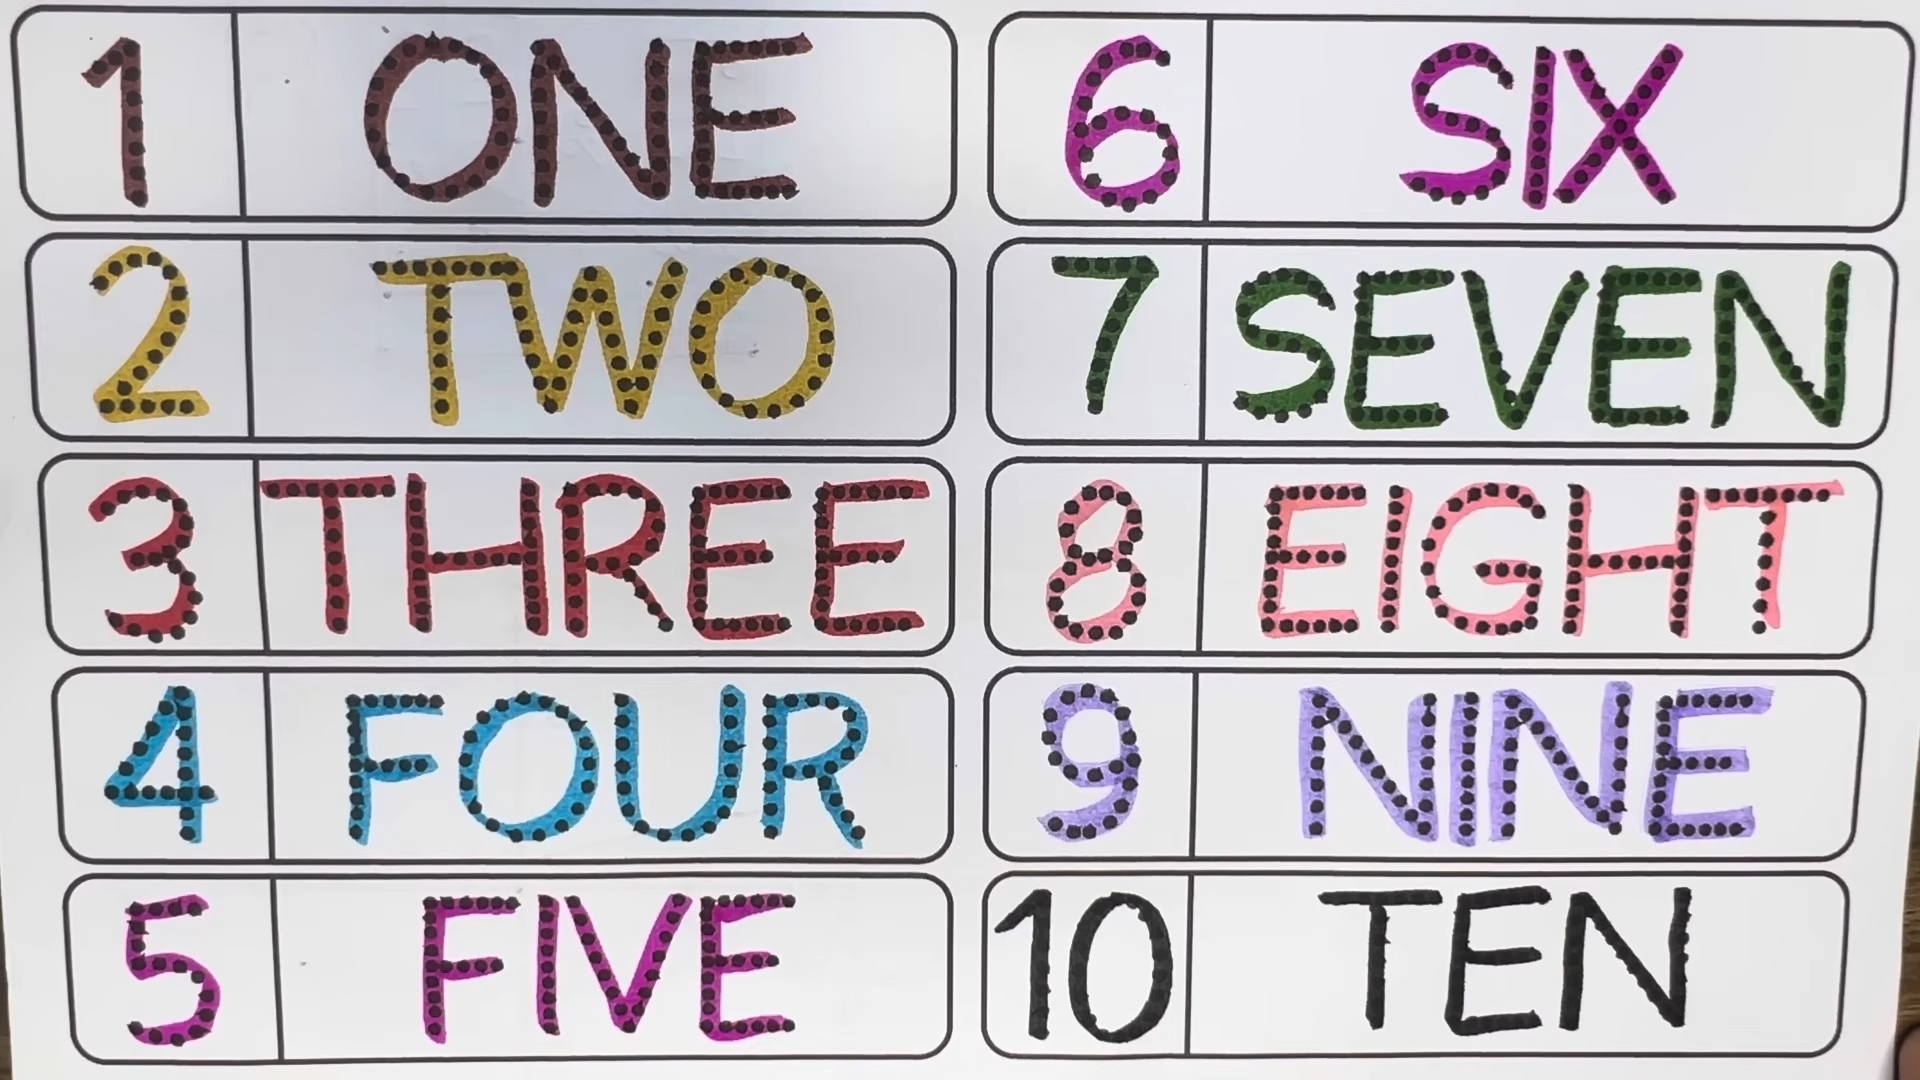 1 ONE
2 TWO
3 THREE
4 FOUR
5 FIVE
6 SIX
7 SEVEN
8 EIGHT
9 NINE
10 TEN